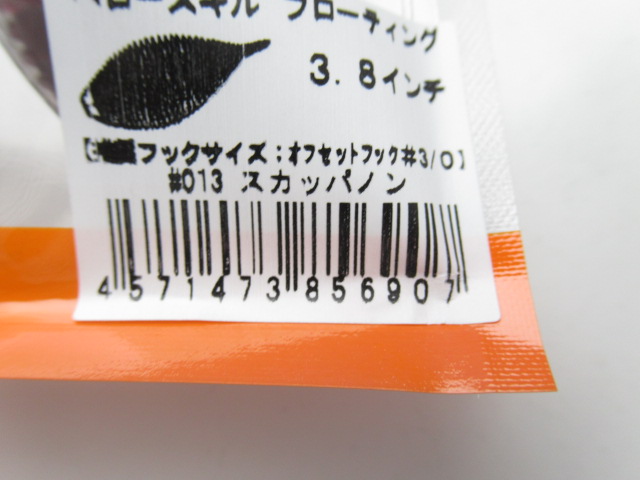 フローティング
3.8インチ
フックサイズ:オフセットフック#3/0】
#013 スカッパノン
4571473856907